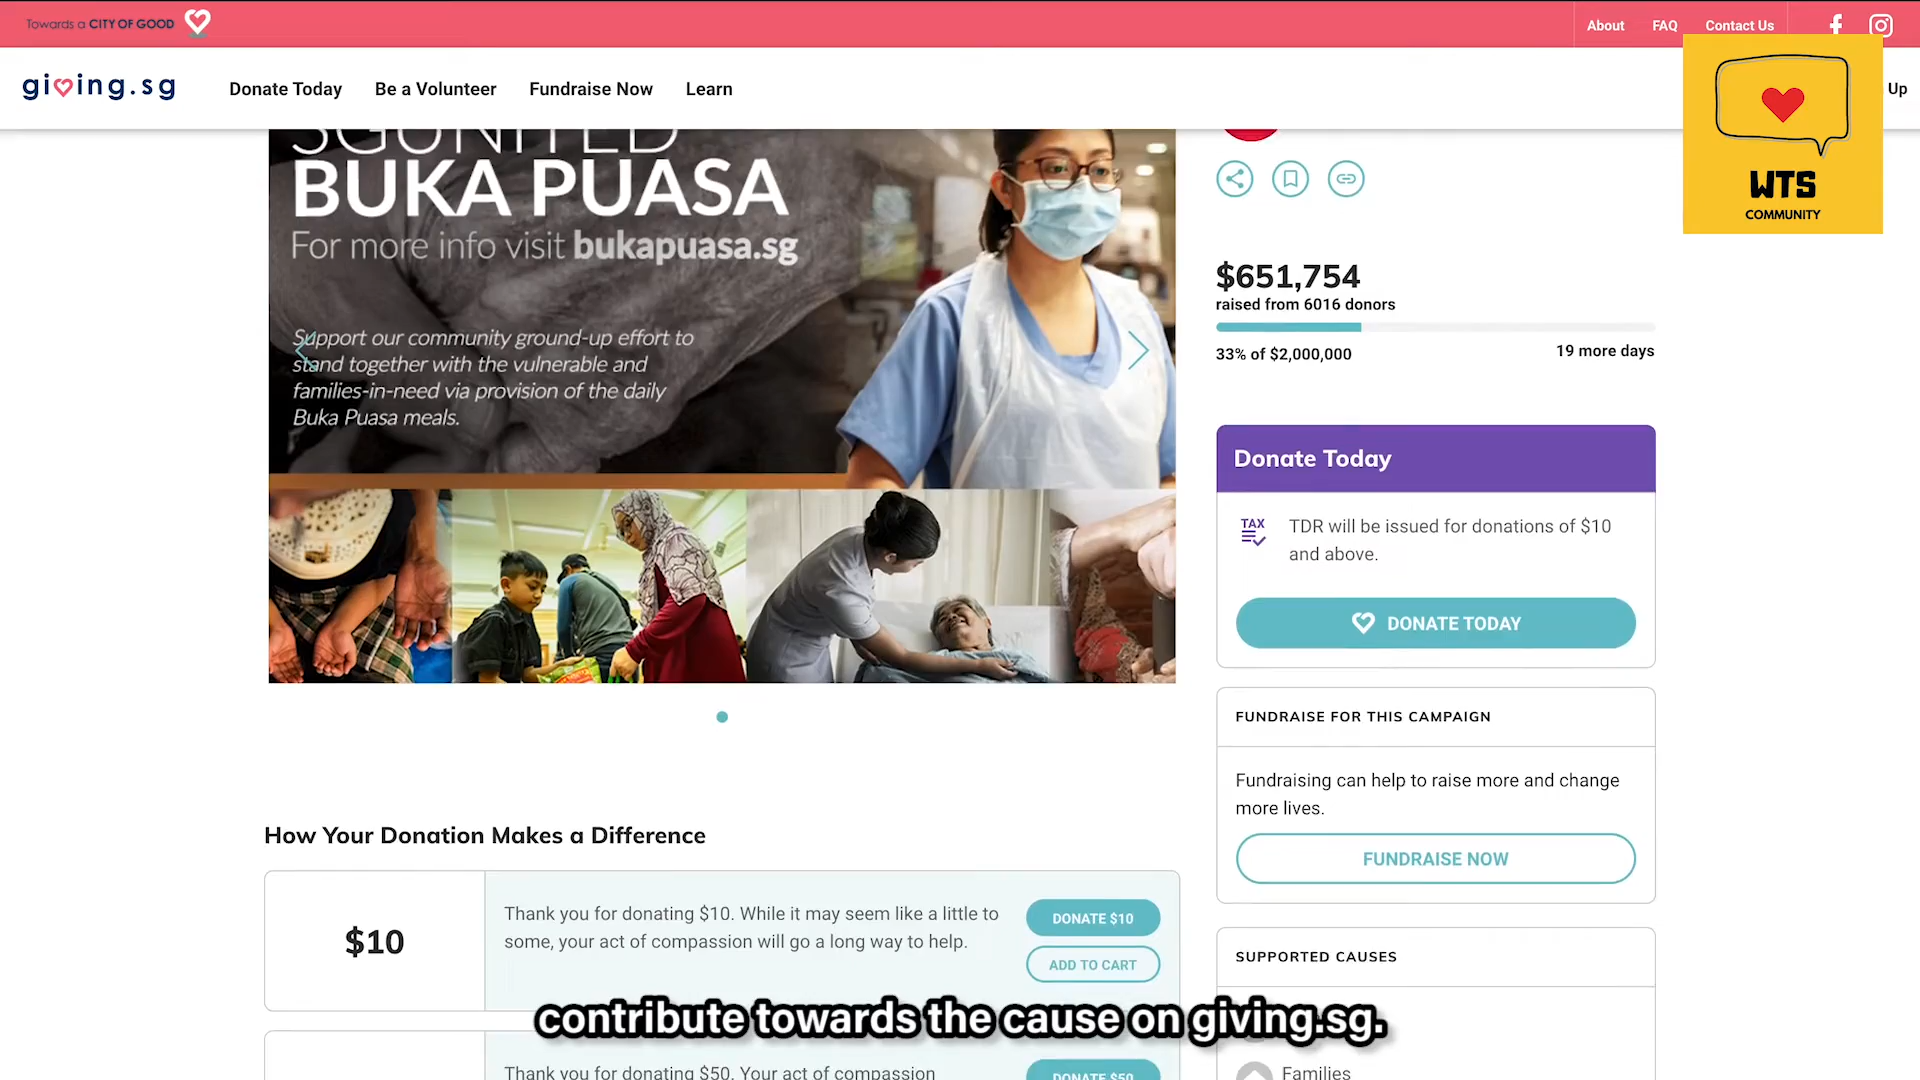 Towards a CITY OF GOOD
About
FAQ
Contact Us
giving.sg
Donate Today
Be a Volunteer
Fundraise Now
Learn
Up
WTS
COMMUNITY
SGUNITED
BUKA PUASA
For more info visit bukapuasa.sg
Support our community ground-up effort to
stand together with the vulnerable and
families-in-need via provision of the daily
Buka Puasa meals.
$651,754
raised from 6016 donors
33% of $2,000,000
19 more days
Donate Today
TAX
TDR will be issued for donations of $10
and above.
DONATE TODAY
FUNDRAISE FOR THIS CAMPAIGN
Fundraising can help to raise more and change
more lives.
FUNDRAISE NOW
How Your Donation Makes a Difference
$10
Thank you for donating $10. While it may seem like a little to
some, your act of compassion will go a long way to help.
DONATE $10
ADD TO CART
SUPPORTED CAUSES
contribute towards the cause on giving.sg.
Thank you for donating $50. Your act of compassion
DONATE $50
Families